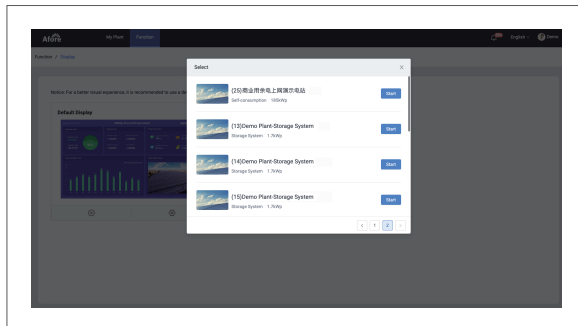 Afore
My Plant
Function
English
Demo
Function / Display
Select
Notice: For a better visual experience, it is recommended to use a de
Default Display
(25)商业用余电上网演示电站
Self-consumption 100kWp
Start
(13)Demo Plant-Storage System
Storage System 1.7kWp
Start
(14)Demo Plant-Storage System
Storage System 1.7kWp
Start
(15)Demo Plant-Storage System
Storage System 1.7kWp
Start
1 2